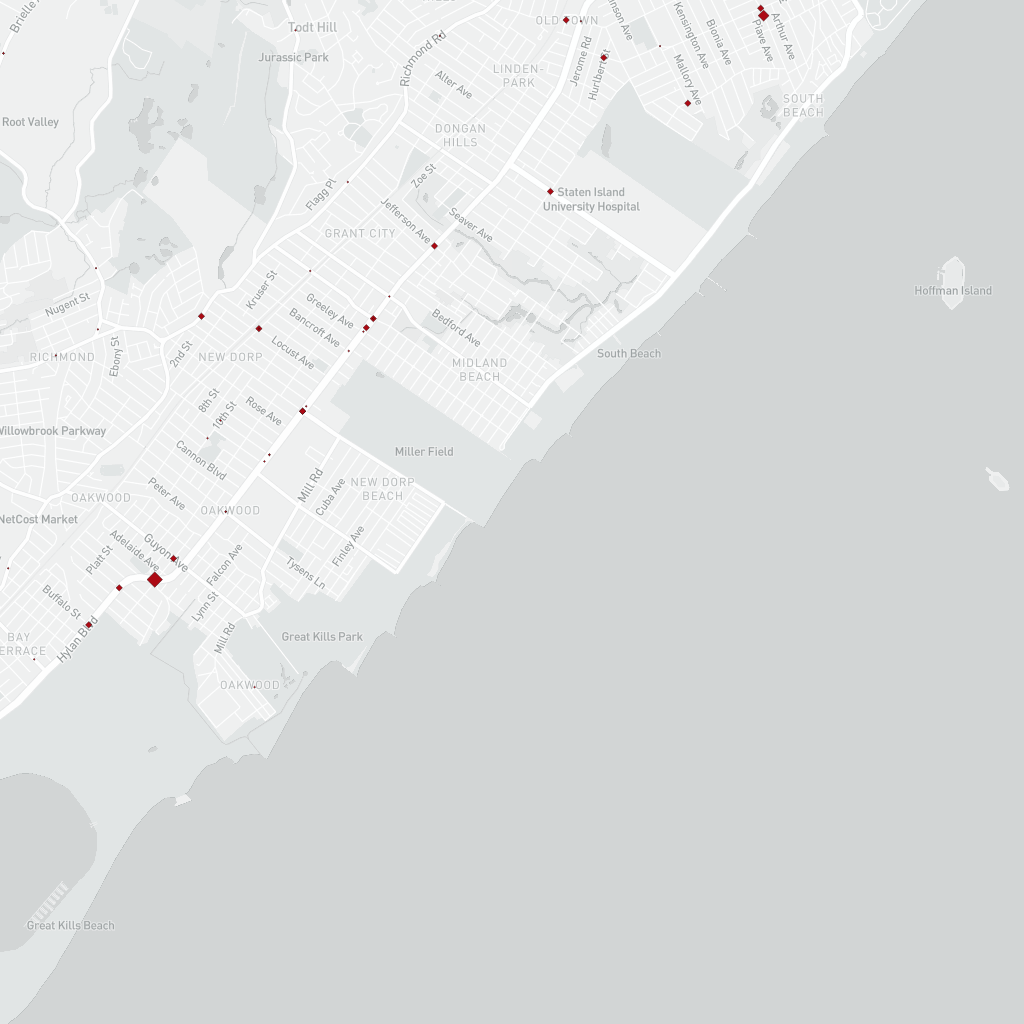 Brielle
Todt Hill
OLD TOWN
Kensington Ave
Bionia Ave
Piave Ave
Arthur Ave
nson Ave
Jurassic Park
Richmond Rd
Jerome Rd
Hurlbert St
Mallory Ave
LINDEN-
PARK
Alter Ave
SOUTH
BEACH
Root Valley
DONGAN
HILLS
Zoe St
Flagg Pl
Staten Island
University Hospital
Jefferson Ave
Seaver Ave
GRANT CITY
Kruser St
Nugent St
Hoffman Island
Greeley Ave
Bancroft Ave
Bedford Ave
Ebony St
2nd St
RICHMOND
NEW DORP
Locust Ave
South Beach
MIDLAND
BEACH
8th St
10th St
Rose Ave
Willowbrook Parkway
Cannon Blvd
Miller Field
Mill Rd
Cuba Ave
NEW DORP
BEACH
Peter Ave
OAKWOOD
OAKWOOD
NetCost Market
Adelaide Ave
Guyon Ave
Platt St
Falcon Ave
Finley Ave
Tysens Ln
Buffalo St
Lynn St
Hylan Blvd
Mill Rd
Great Kills Park
BAY
ERRACE
OAKWOOD
Great Kills Beach